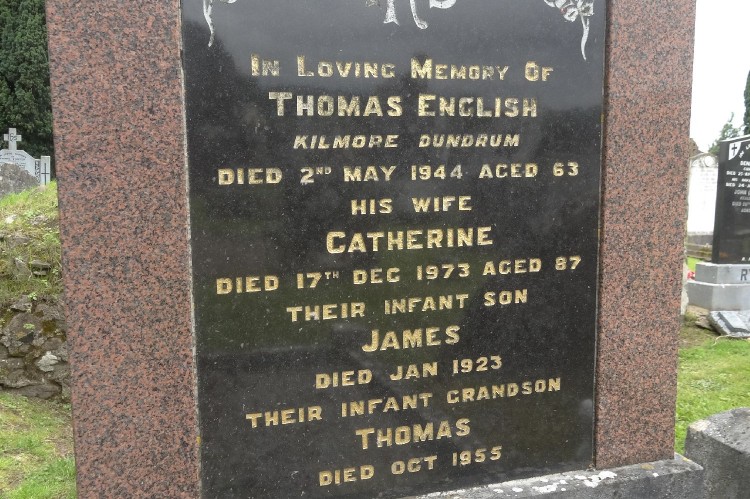 In Loving Memory Of
Thomas English
Kilmore Dundrum
Died 2ND May 1944 Aged 63
His Wife
Catherine
Died 17TH Dec 1973 Aged 87
Their Infant Son
James
Died Jan 1923
Their Infant Grandson
Thomas
Died Oct 1955